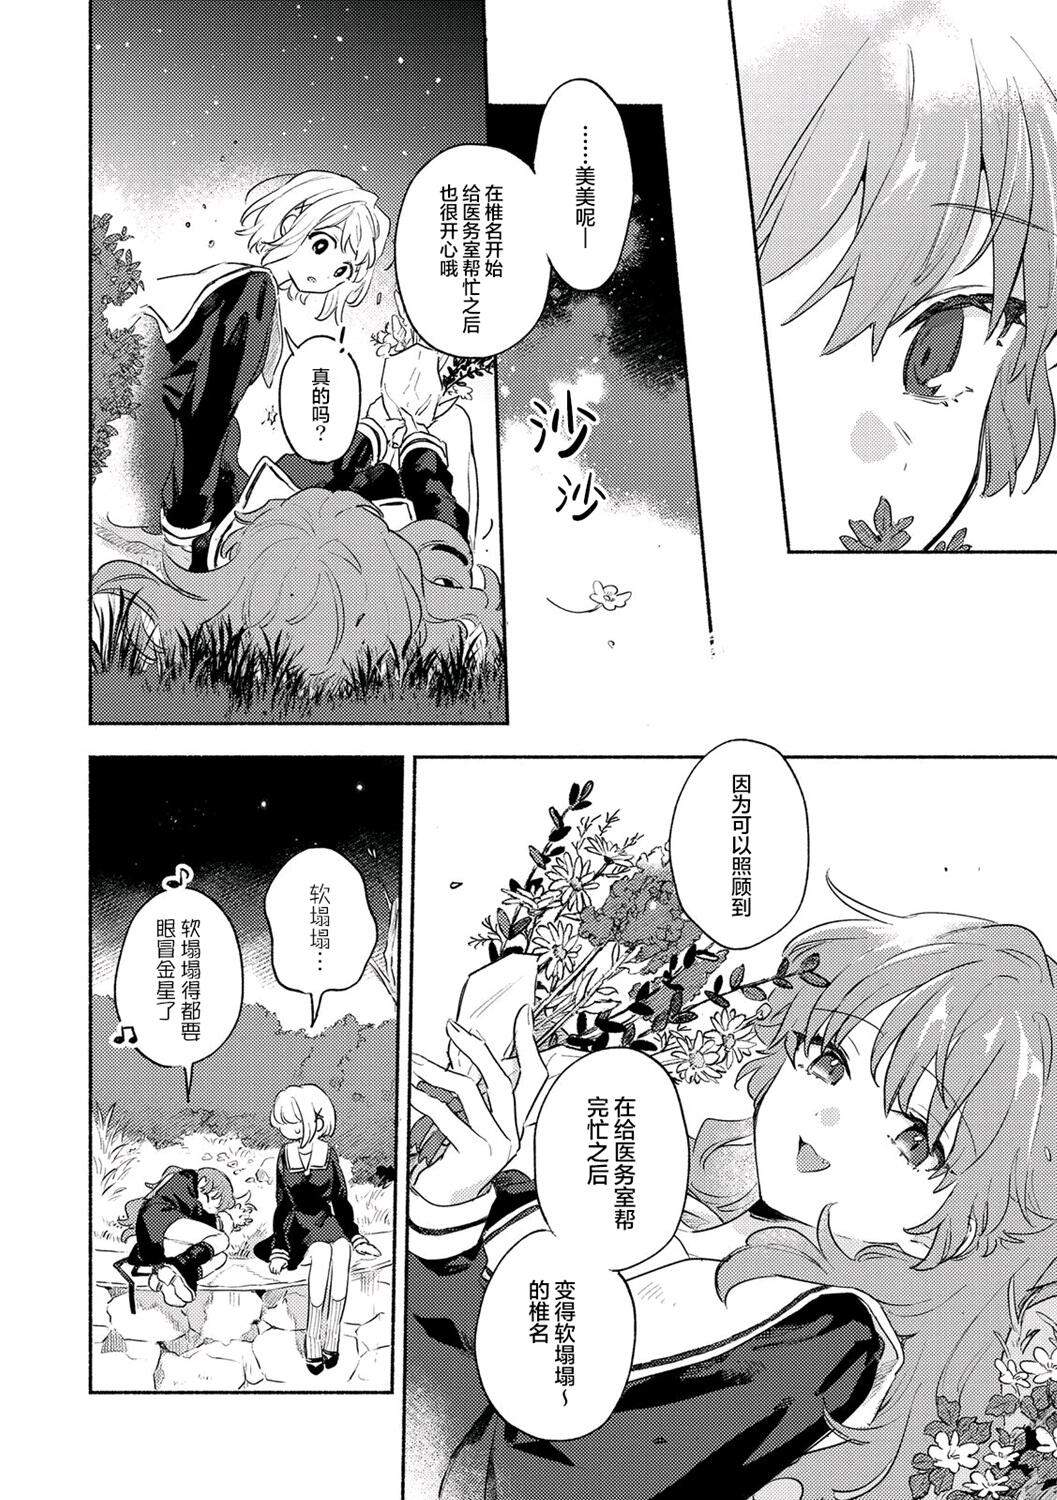 ……美美呢—
在椎名开始
给医务室帮忙之后
也很开心哦
真的吗？
沙
沙
因为可以照顾到
在给医务室帮
完忙之后
变得软塌塌～
的椎名
软塌塌…
软塌塌得都要
眼冒金星了